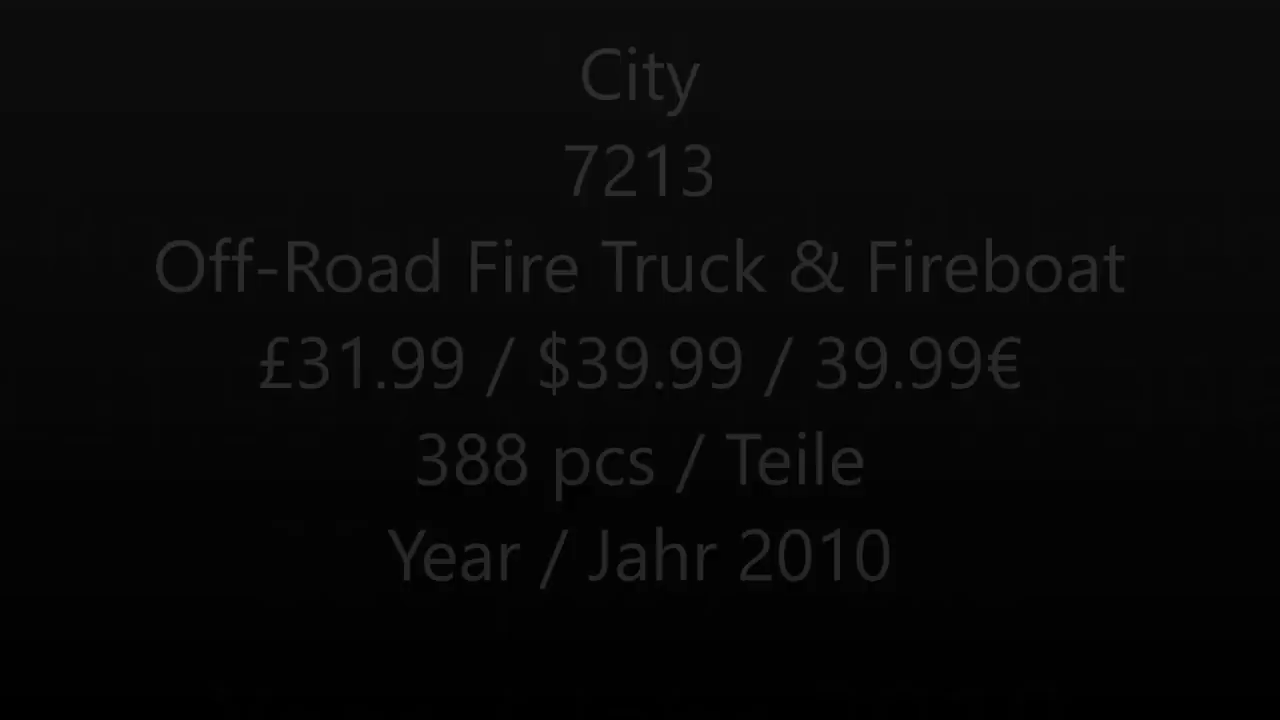 City
7213
Off-Road Fire Truck & Fireboat
£31.99 / $39.99 / 39.99€
388 pcs / Teile
Year / Jahr 2010